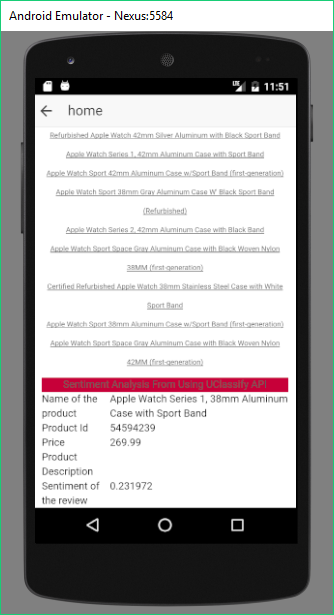 Android Emulator - Nexus:5584
LTE 11:51
home
Refurbished Apple Watch 42mm Silver Aluminum with Black Sport Band
Apple Watch Series 1, 42mm Aluminum Case with Sport Band
Apple Watch Sport 42mm Aluminum Case w/Sport Band (first-generation)
Apple Watch Sport 38mm Gray Aluminum Case W' Black Sport Band
(Refurbished)
Apple Watch Series 2, 42mm Aluminum Case with Black Band
Apple Watch Sport Space Gray Aluminum Case with Black Woven Nylon
38MM (first-generation)
Certified Refurbished Apple Watch 38mm Stainless Steel Case with White
Sport Band
Apple Watch Sport 38mm Aluminum Case w/Sport Band (first-generation)
Apple Watch Sport Space Gray Aluminum Case with Black Woven Nylon
42MM (first-generation)
Sentiment Analysis From Using UClassify API
Name of the Apple Watch Series 1, 38mm Aluminum
product Case with Sport Band
Product Id 54594239
Price 269.99
Product
Description
Sentiment of 0.231972
the review